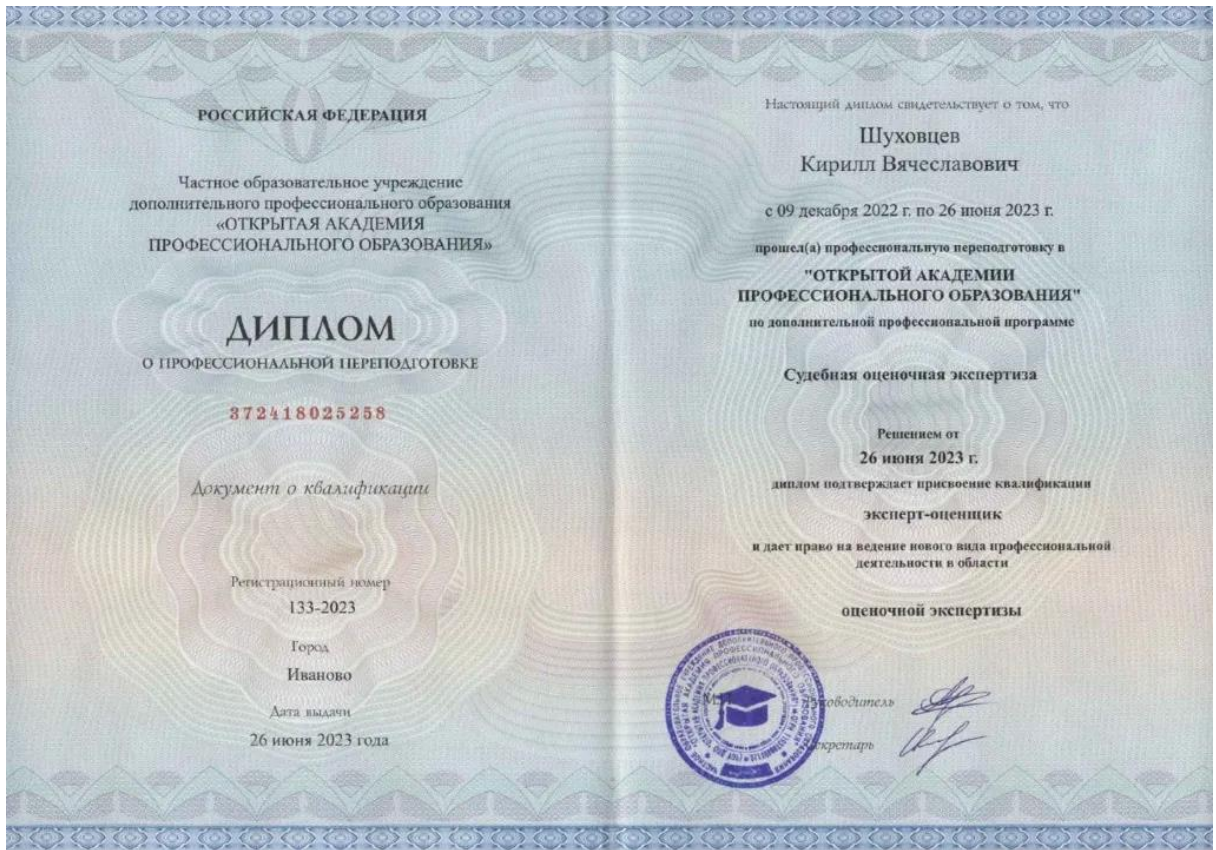 РОССИЙСКАЯ ФЕДЕРАЦИЯ
Частное образовательное учреждение
дополнительного профессионального образования
«ОТКРЫТАЯ АКАДЕМИЯ
ПРОФЕССИОНАЛЬНОГО ОБРАЗОВАНИЯ»
ДИПЛОМ
О ПРОФЕССИОНАЛЬНОЙ ПЕРЕПОДГОТОВКЕ
372418025258
Документ о квалификации
Регистрационный номер
133-2023
Город
Иваново
Дата выдачи
26 июня 2023 года
Настоящий диплом свидетельствует о том, что
Шуховцев
Кирилл Вячеславович
с 09 декабря 2022 г. по 26 июня 2023 г.
прошел(а) профессиональную переподготовку в
"ОТКРЫТОЙ АКАДЕМИИ
ПРОФЕССИОНАЛЬНОГО ОБРАЗОВАНИЯ"
по дополнительной профессиональной программе
Судебная оценочная экспертиза
Решением от
26 июня 2023 г.
диплом подтверждает присвоение квалификации
эксперт-оценщик
и дает право на ведение нового вида профессиональной
деятельности в области
оценочной экспертизы
Руководитель
Секретарь